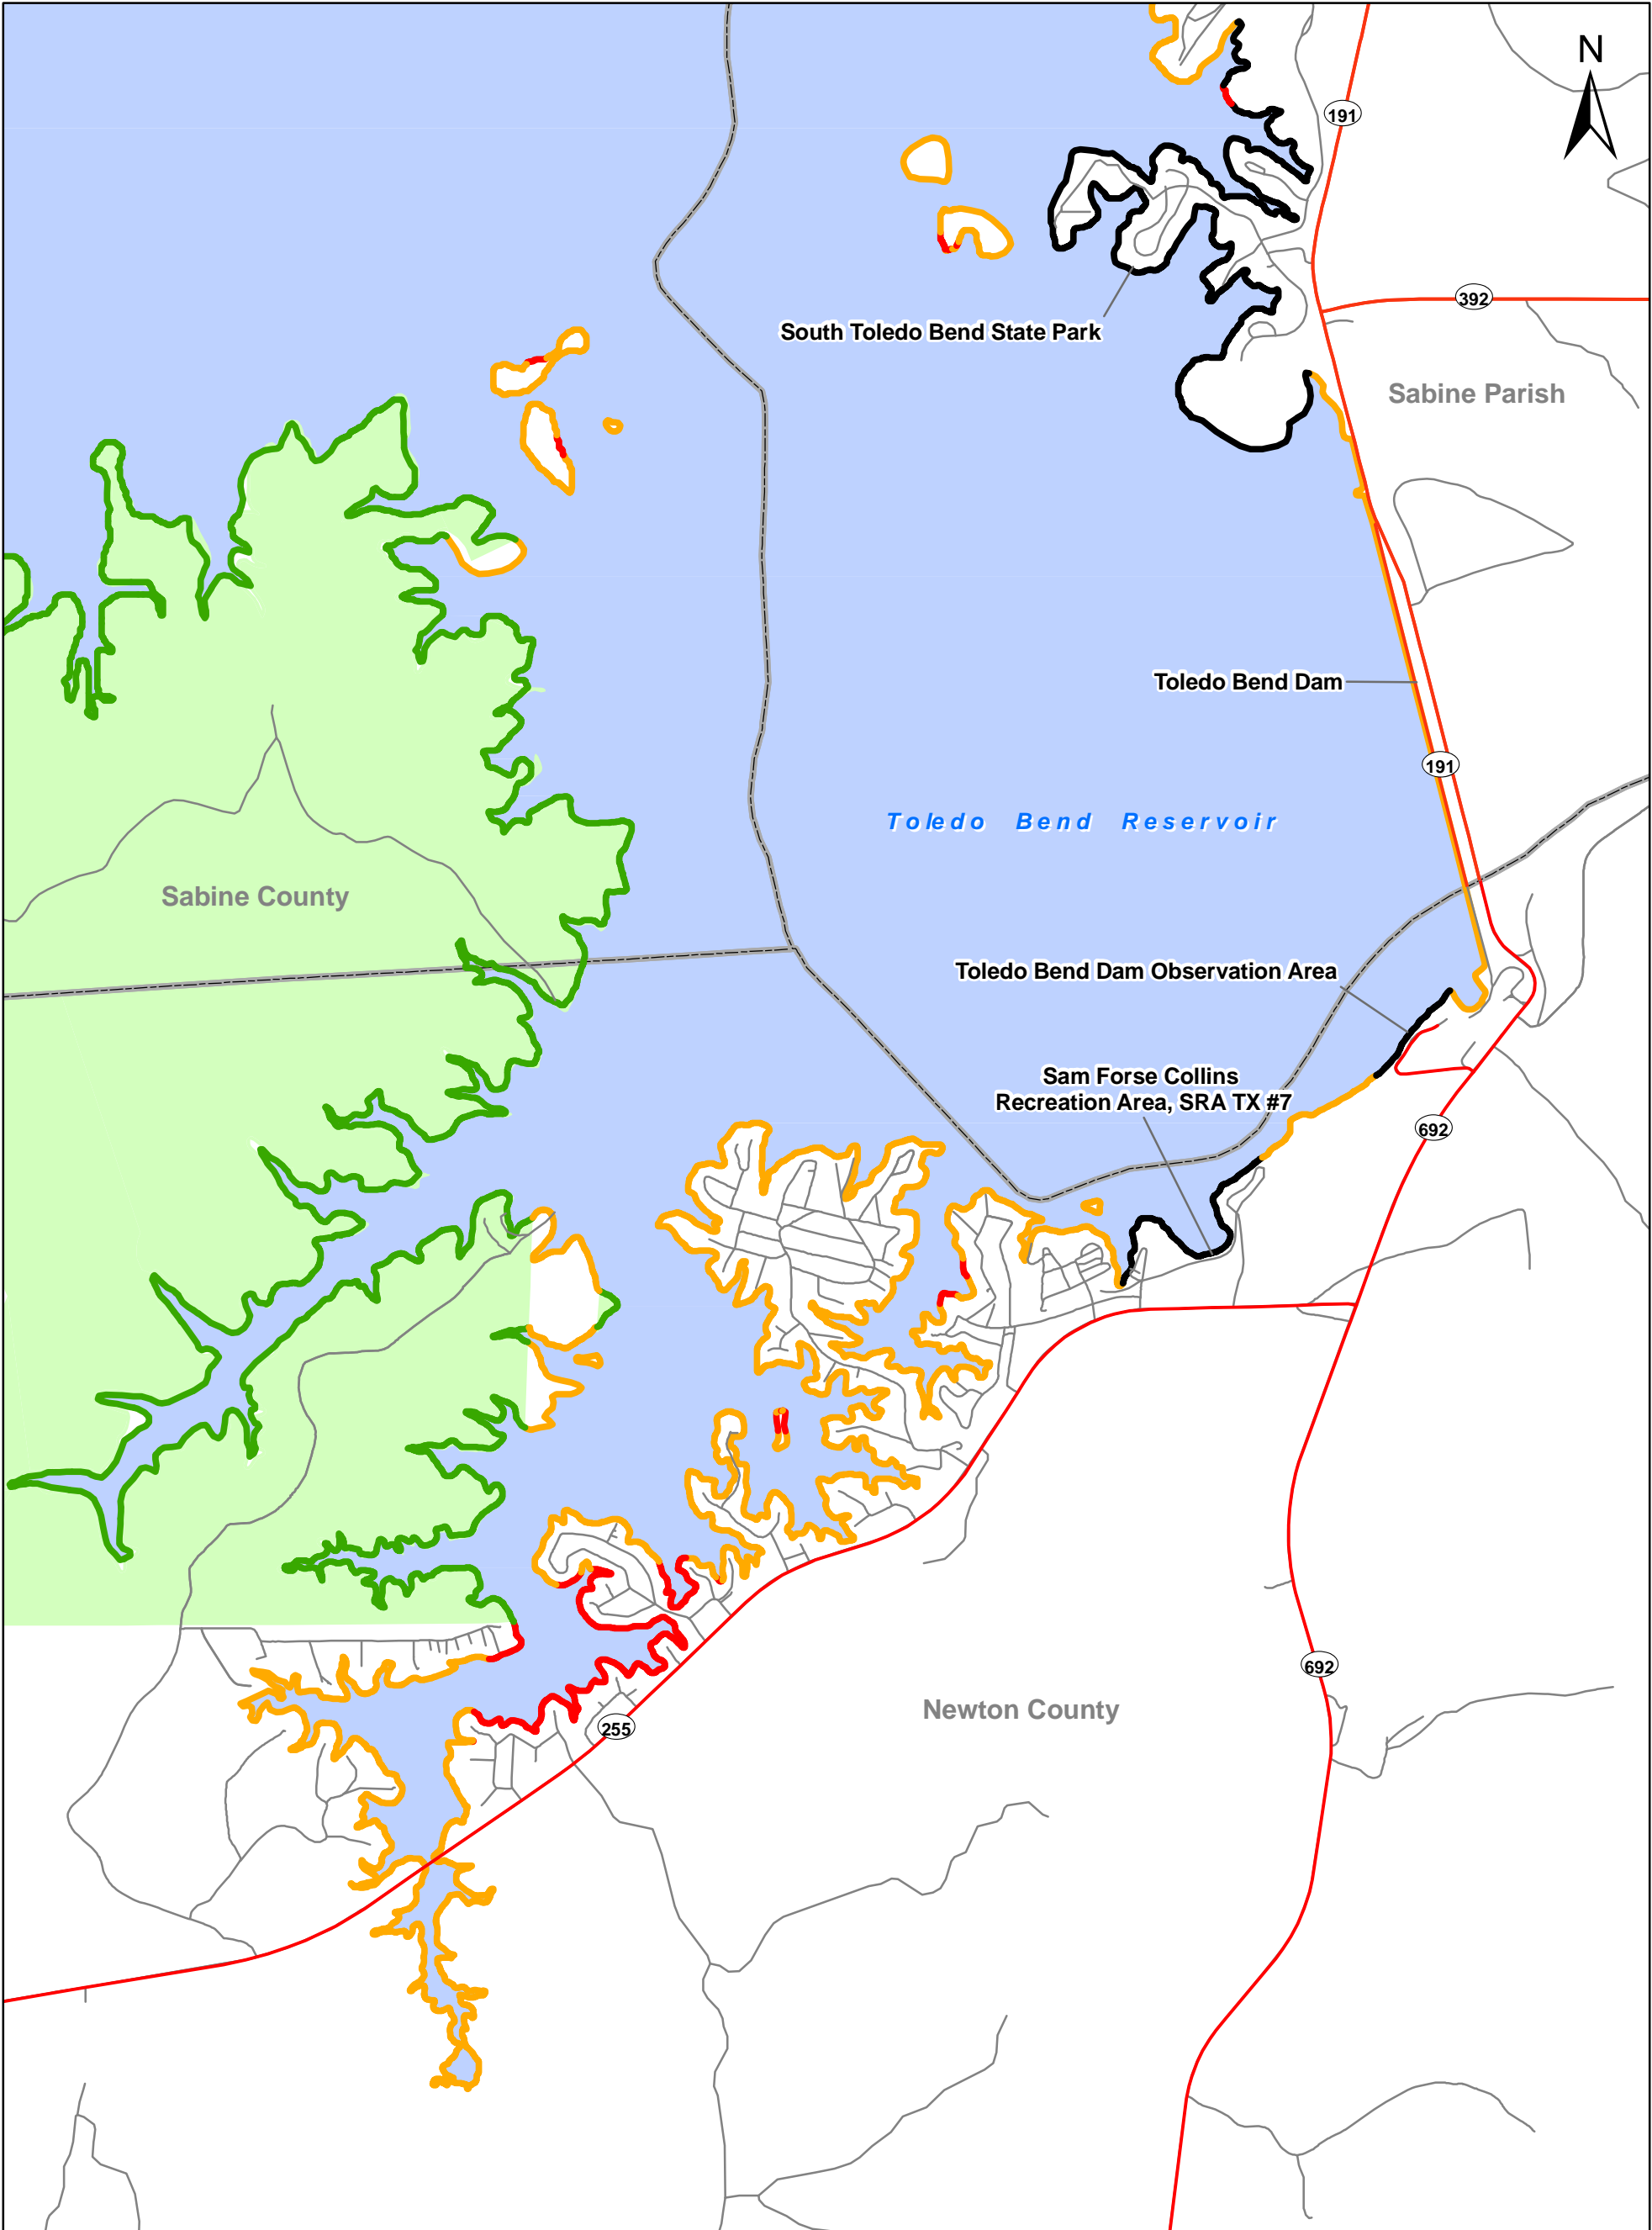 N
191
392
South Toledo Bend State Park
Sabine Parish
Toledo Bend Dam
191
Toledo Bend Reservoir
Sabine County
Toledo Bend Dam Observation Area
Sam Forse Collins
Recreation Area, SRA TX #7
692
692
Newton County
255